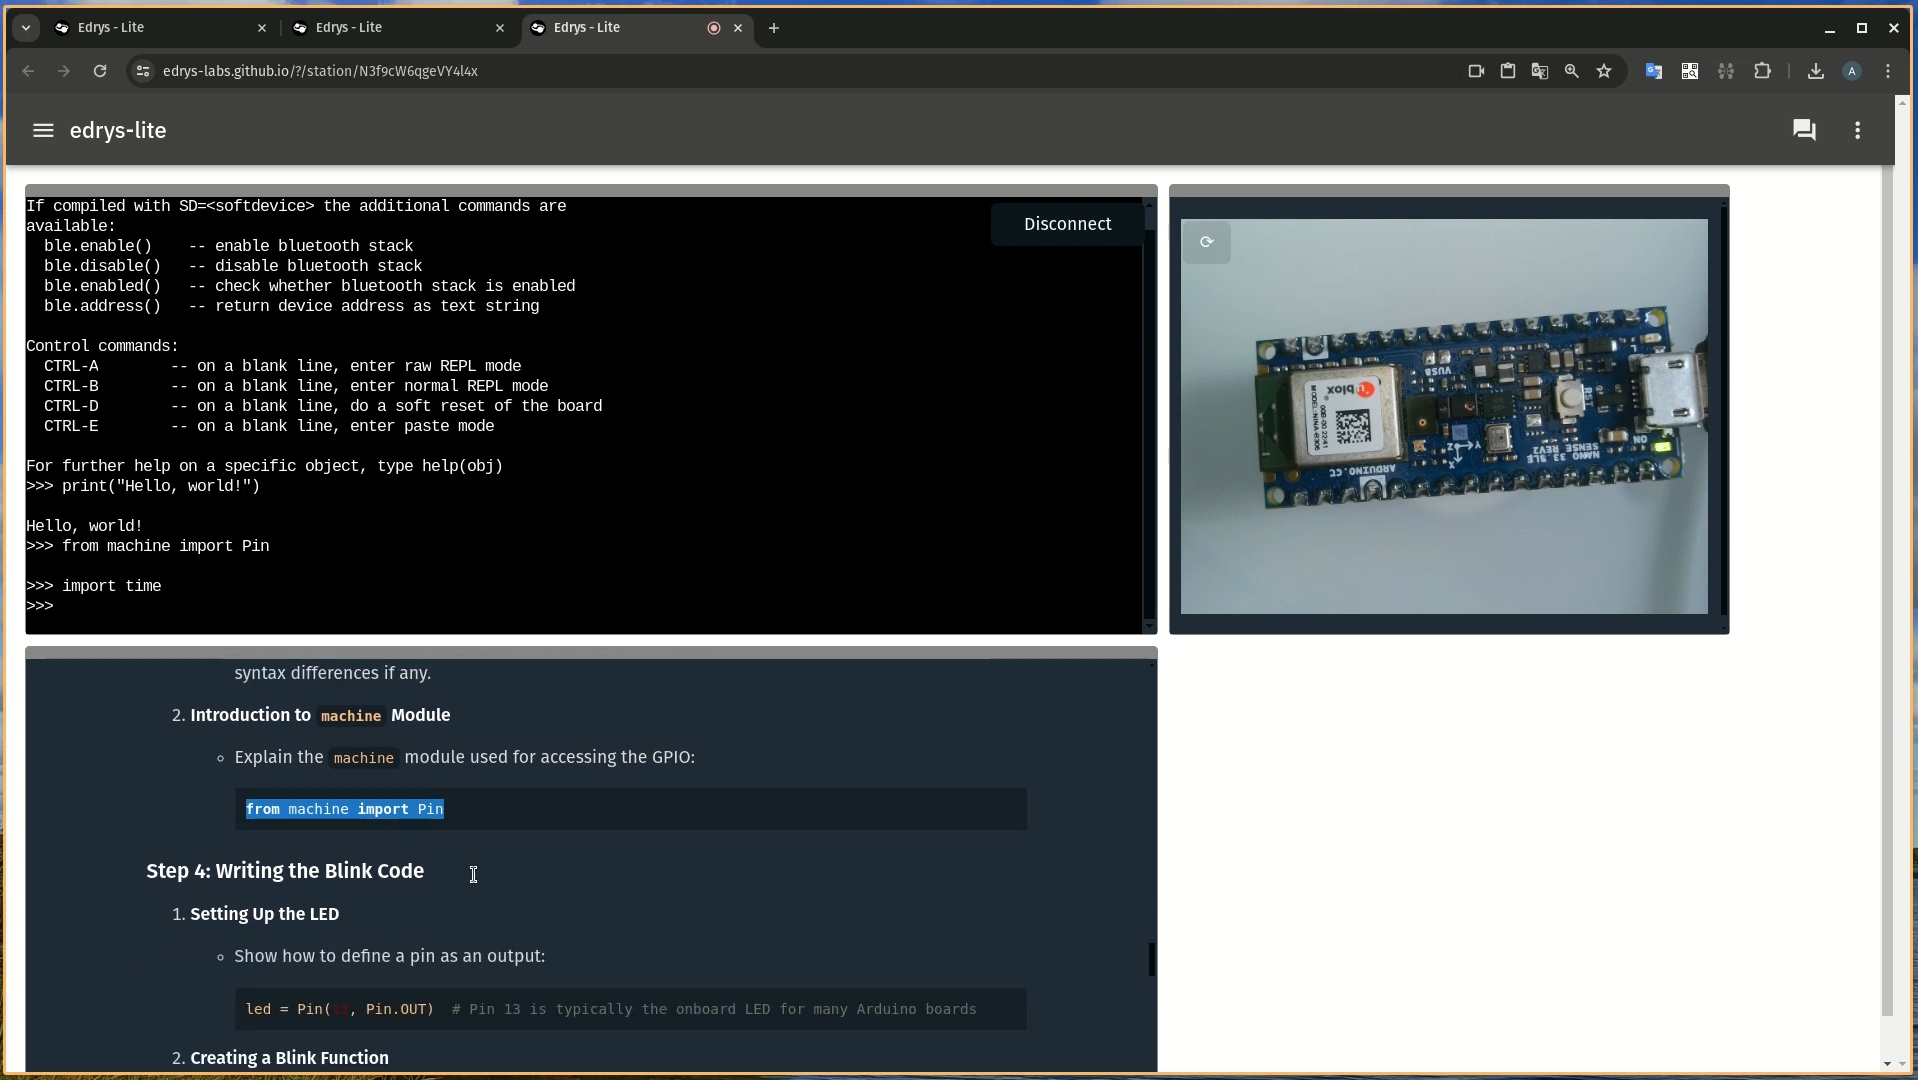 Edrys - Lite
Edrys - Lite
Edrys - Lite
edrys-labs.github.io/?/station/N3f9cW6qgeVY4l4x
A
edrys-lite
If compiled with SD=<softdevice> the additional commands are
available:
  ble.enable()    -- enable bluetooth stack
  ble.disable()   -- disable bluetooth stack
  ble.enabled()   -- check whether bluetooth stack is enabled
  ble.address()   -- return device address as text string
Control commands:
  CTRL-A        -- on a blank line, enter raw REPL mode
  CTRL-B        -- on a blank line, enter normal REPL mode
  CTRL-D        -- on a blank line, do a soft reset of the board
  CTRL-E        -- on a blank line, enter paste mode
For further help on a specific object, type help(obj)
>>> print("Hello, world!")
Hello, world!
>>> from machine import Pin
>>> import time
>>>
Disconnect
L
VUSB
ublox
RST
ON
X
Y
Z
NANO 33 BLE
SENSE REV2
ARDUINO.CC
syntax differences if any.
2. Introduction to machine Module
Explain the machine module used for accessing the GPIO:
from machine import Pin
Step 4: Writing the Blink Code
1. Setting Up the LED
Show how to define a pin as an output:
led = Pin(13, Pin.OUT)  # Pin 13 is typically the onboard LED for many Arduino boards
2. Creating a Blink Function